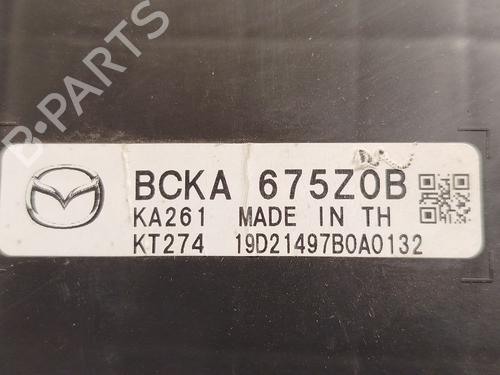 B-PARTS
BCKA 675Z0B
KA261 MADE IN TH
KT274 19D21497B0A0132